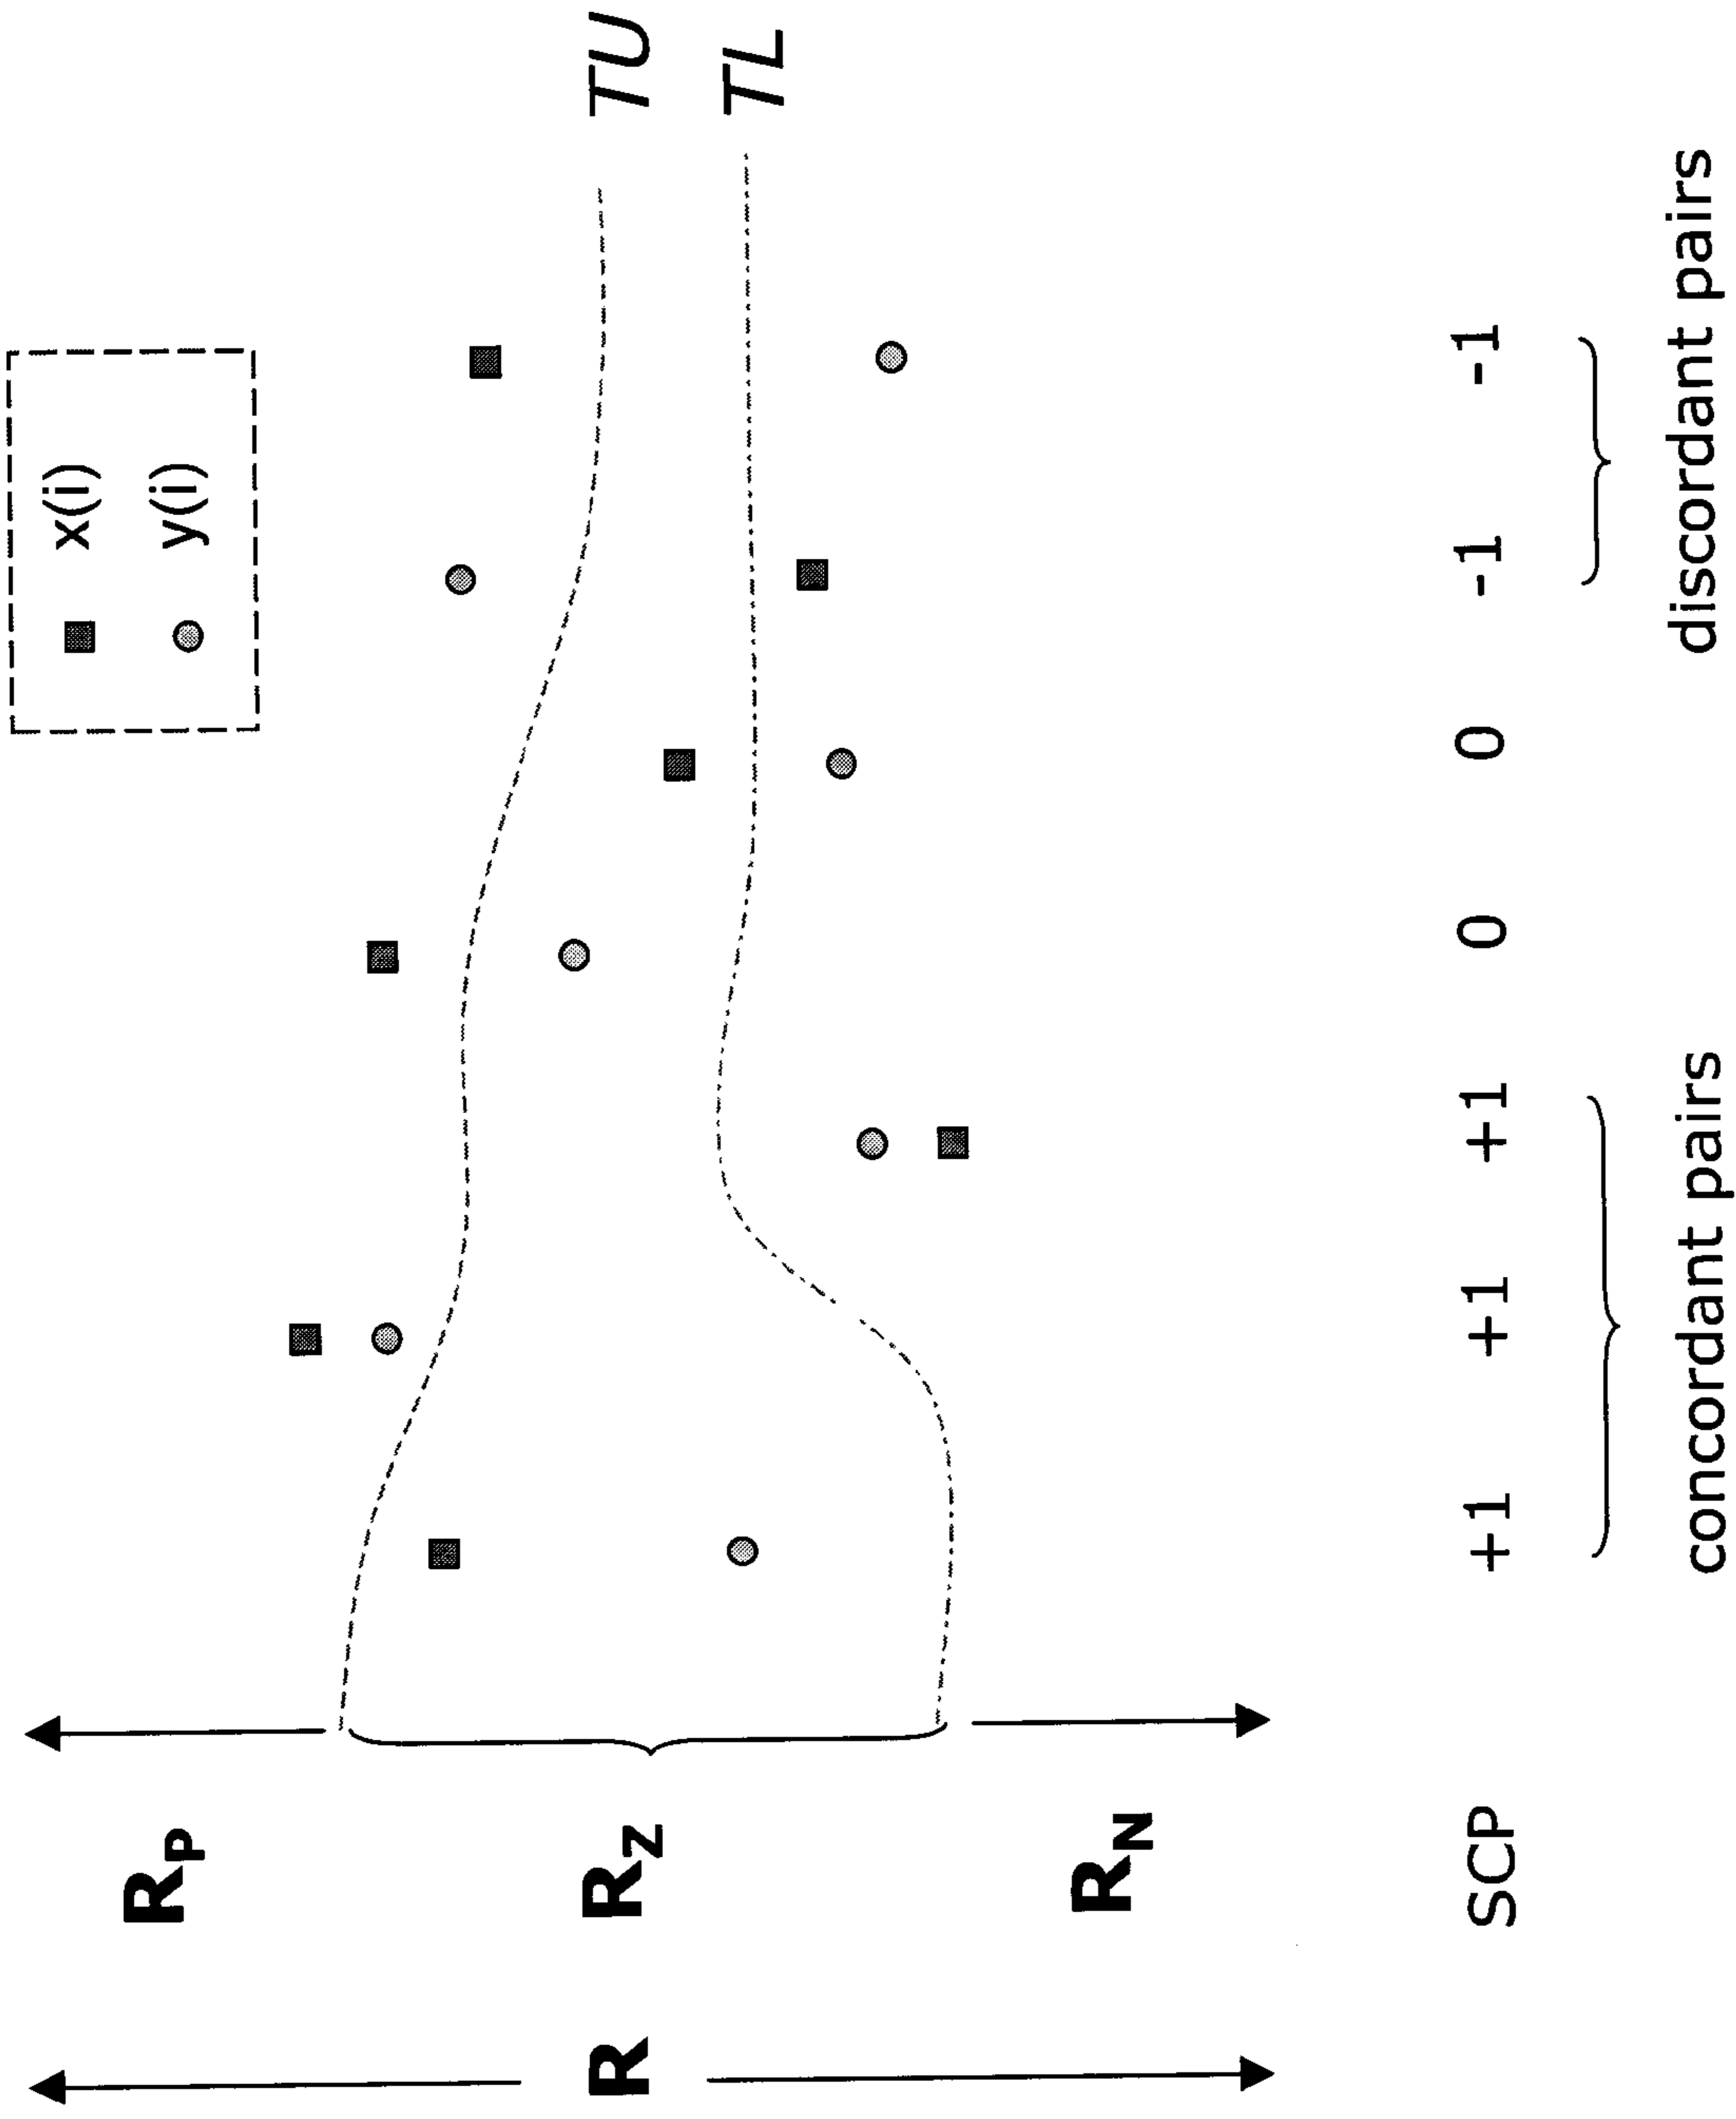 x(i)
y(i)
TU
TL
R
R_P
R_Z
R_N
SCP +1 +1 +1 0 0 -1 -1
concordant pairs discordant pairs